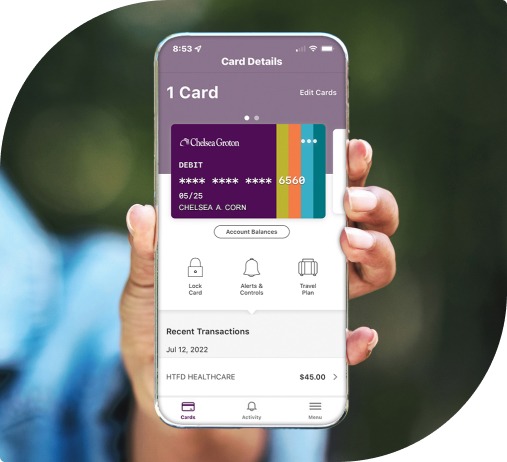 8:53
Card Details
1 Card
Edit Cards
Chelsea Groton
DEBIT
**** **** **** 6560
05/25
CHELSEA A. CORN
Account Balances
Lock
Card
Alerts &
Controls
Travel
Plan
Recent Transactions
Jul 12, 2022
HTFD HEALTHCARE $45.00
Cards Activity Menu